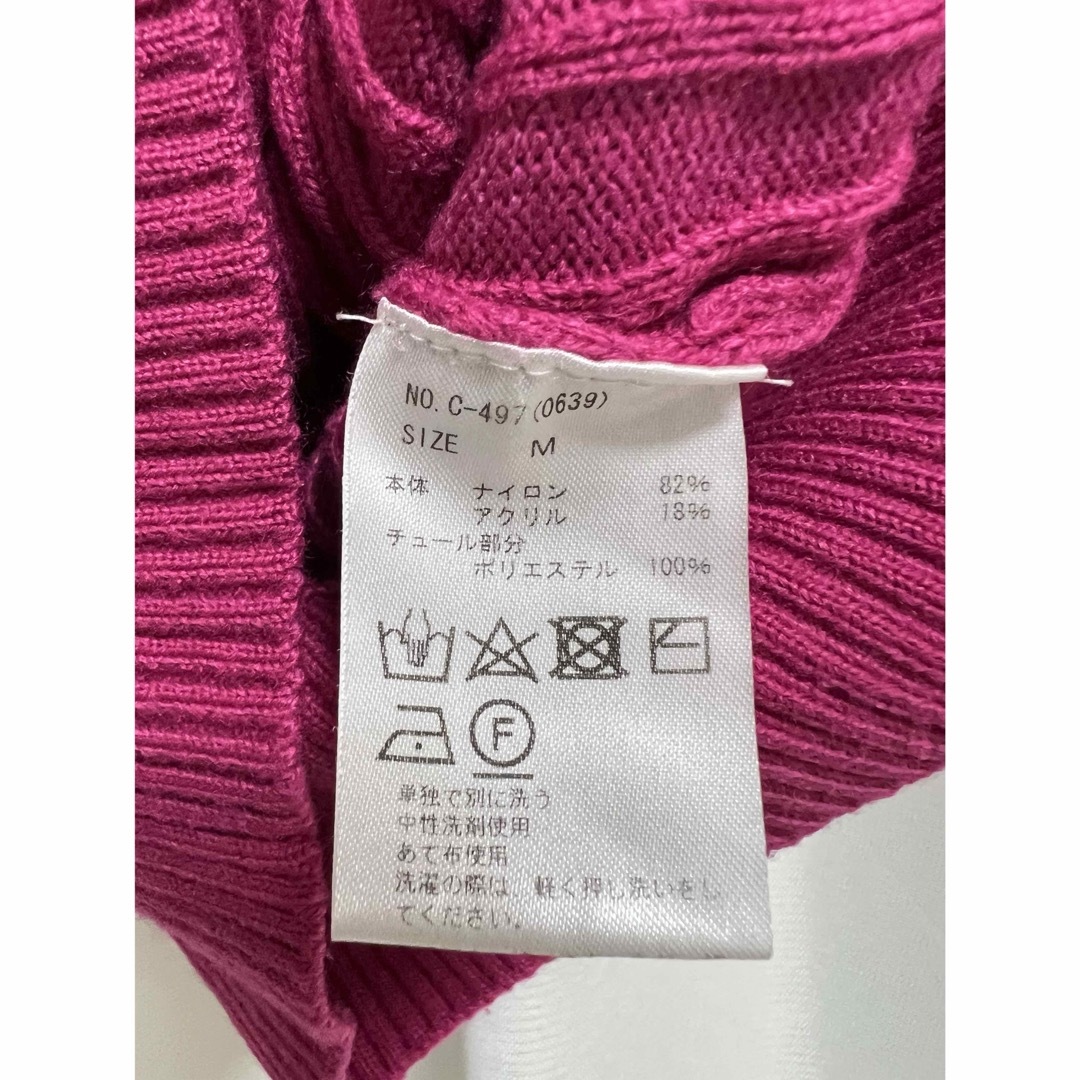 NO. C-497(0639)
SIZE M
本体 ナイロン 82%
アクリル 18%
チュール部分
ポリエステル 100%
F
単独で別に洗う
中性洗剤使用
あて布使用
洗濯の際は 軽く押し洗いをし
てください。